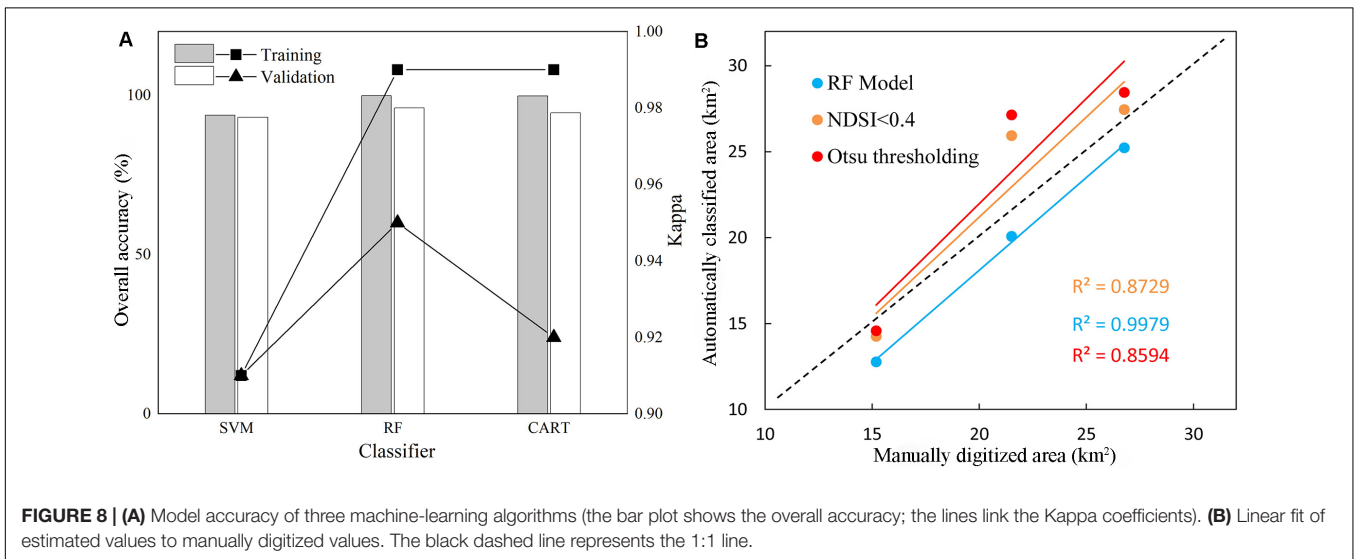 A
Training
Validation
100
50
0
Overall accuracy (%)
SVM
RF
CART
Classifier
1.00
0.98
0.96
0.94
0.92
0.90
Kappa
B
RF Model
NDSI<0.4
Otsu thresholding
30
25
20
15
10
Automatically classified area (km²)
R² = 0.8729
R² = 0.9979
R² = 0.8594
10
15
20
25
30
Manually digitized area (km²)
FIGURE 8 | (A) Model accuracy of three machine-learning algorithms (the bar plot shows the overall accuracy; the lines link the Kappa coefficients). (B) Linear fit of
estimated values to manually digitized values. The black dashed line represents the 1:1 line.